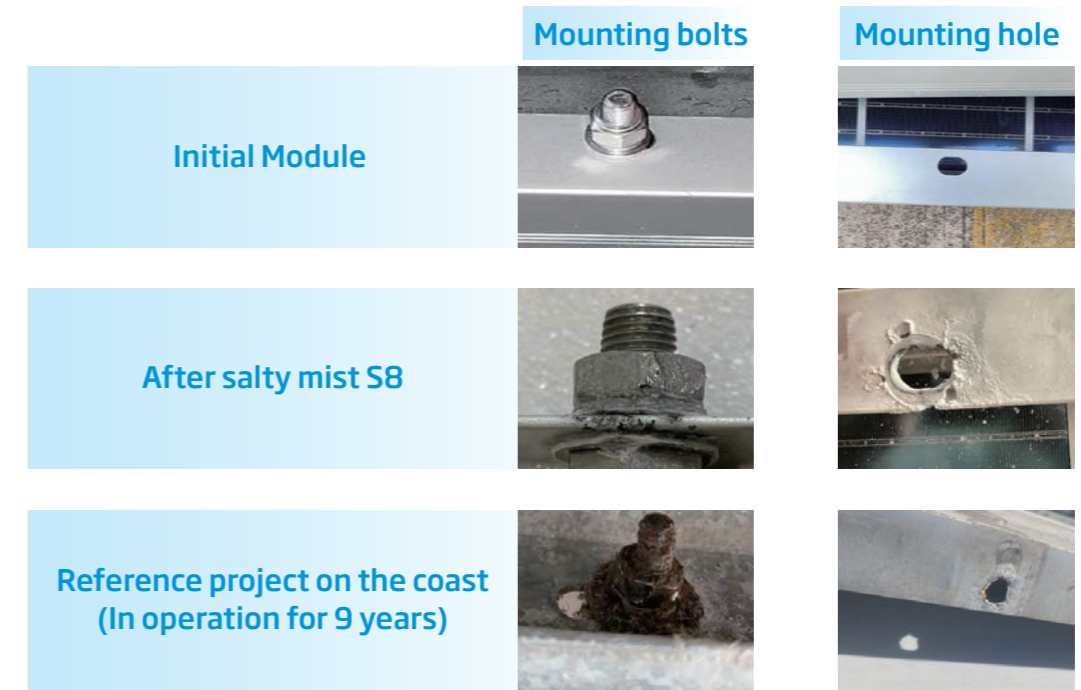 Mounting bolts
Mounting hole
Initial Module
After salty mist S8
Reference project on the coast
(In operation for 9 years)